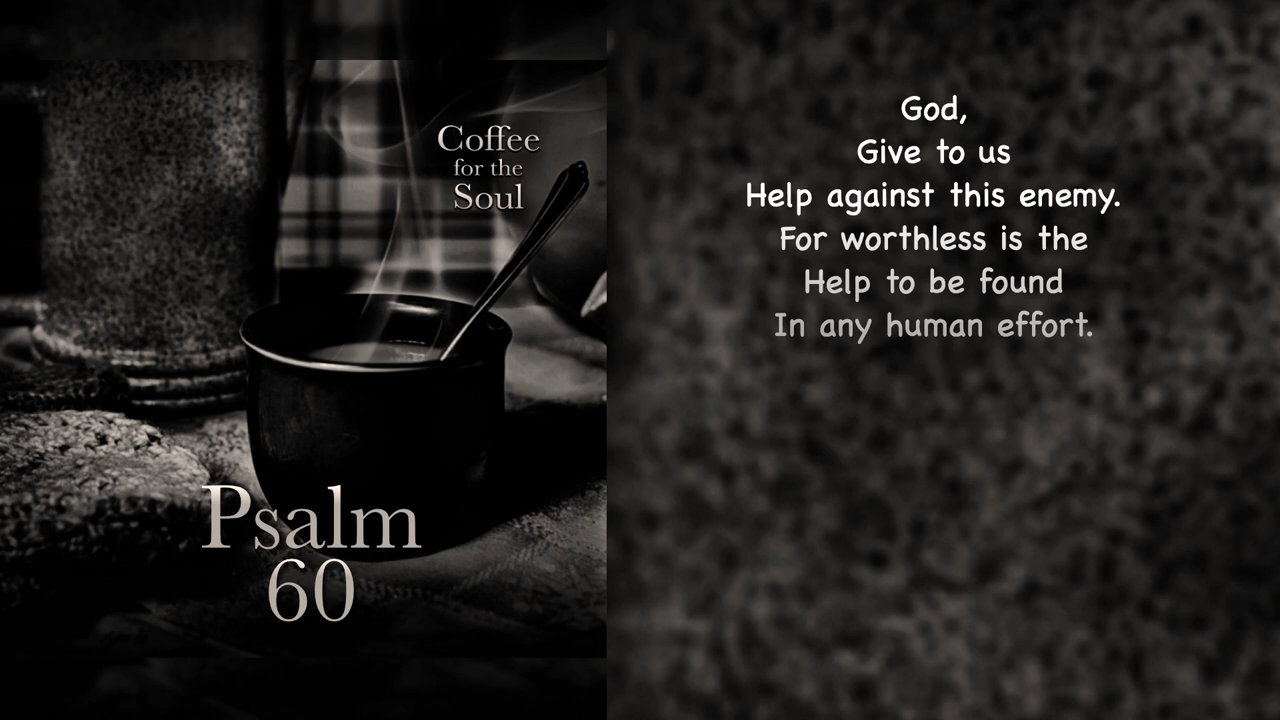 Coffee
for the
Soul
Psalm
60
God,
Give to us
Help against this enemy.
For worthless is the
Help to be found
In any human effort.